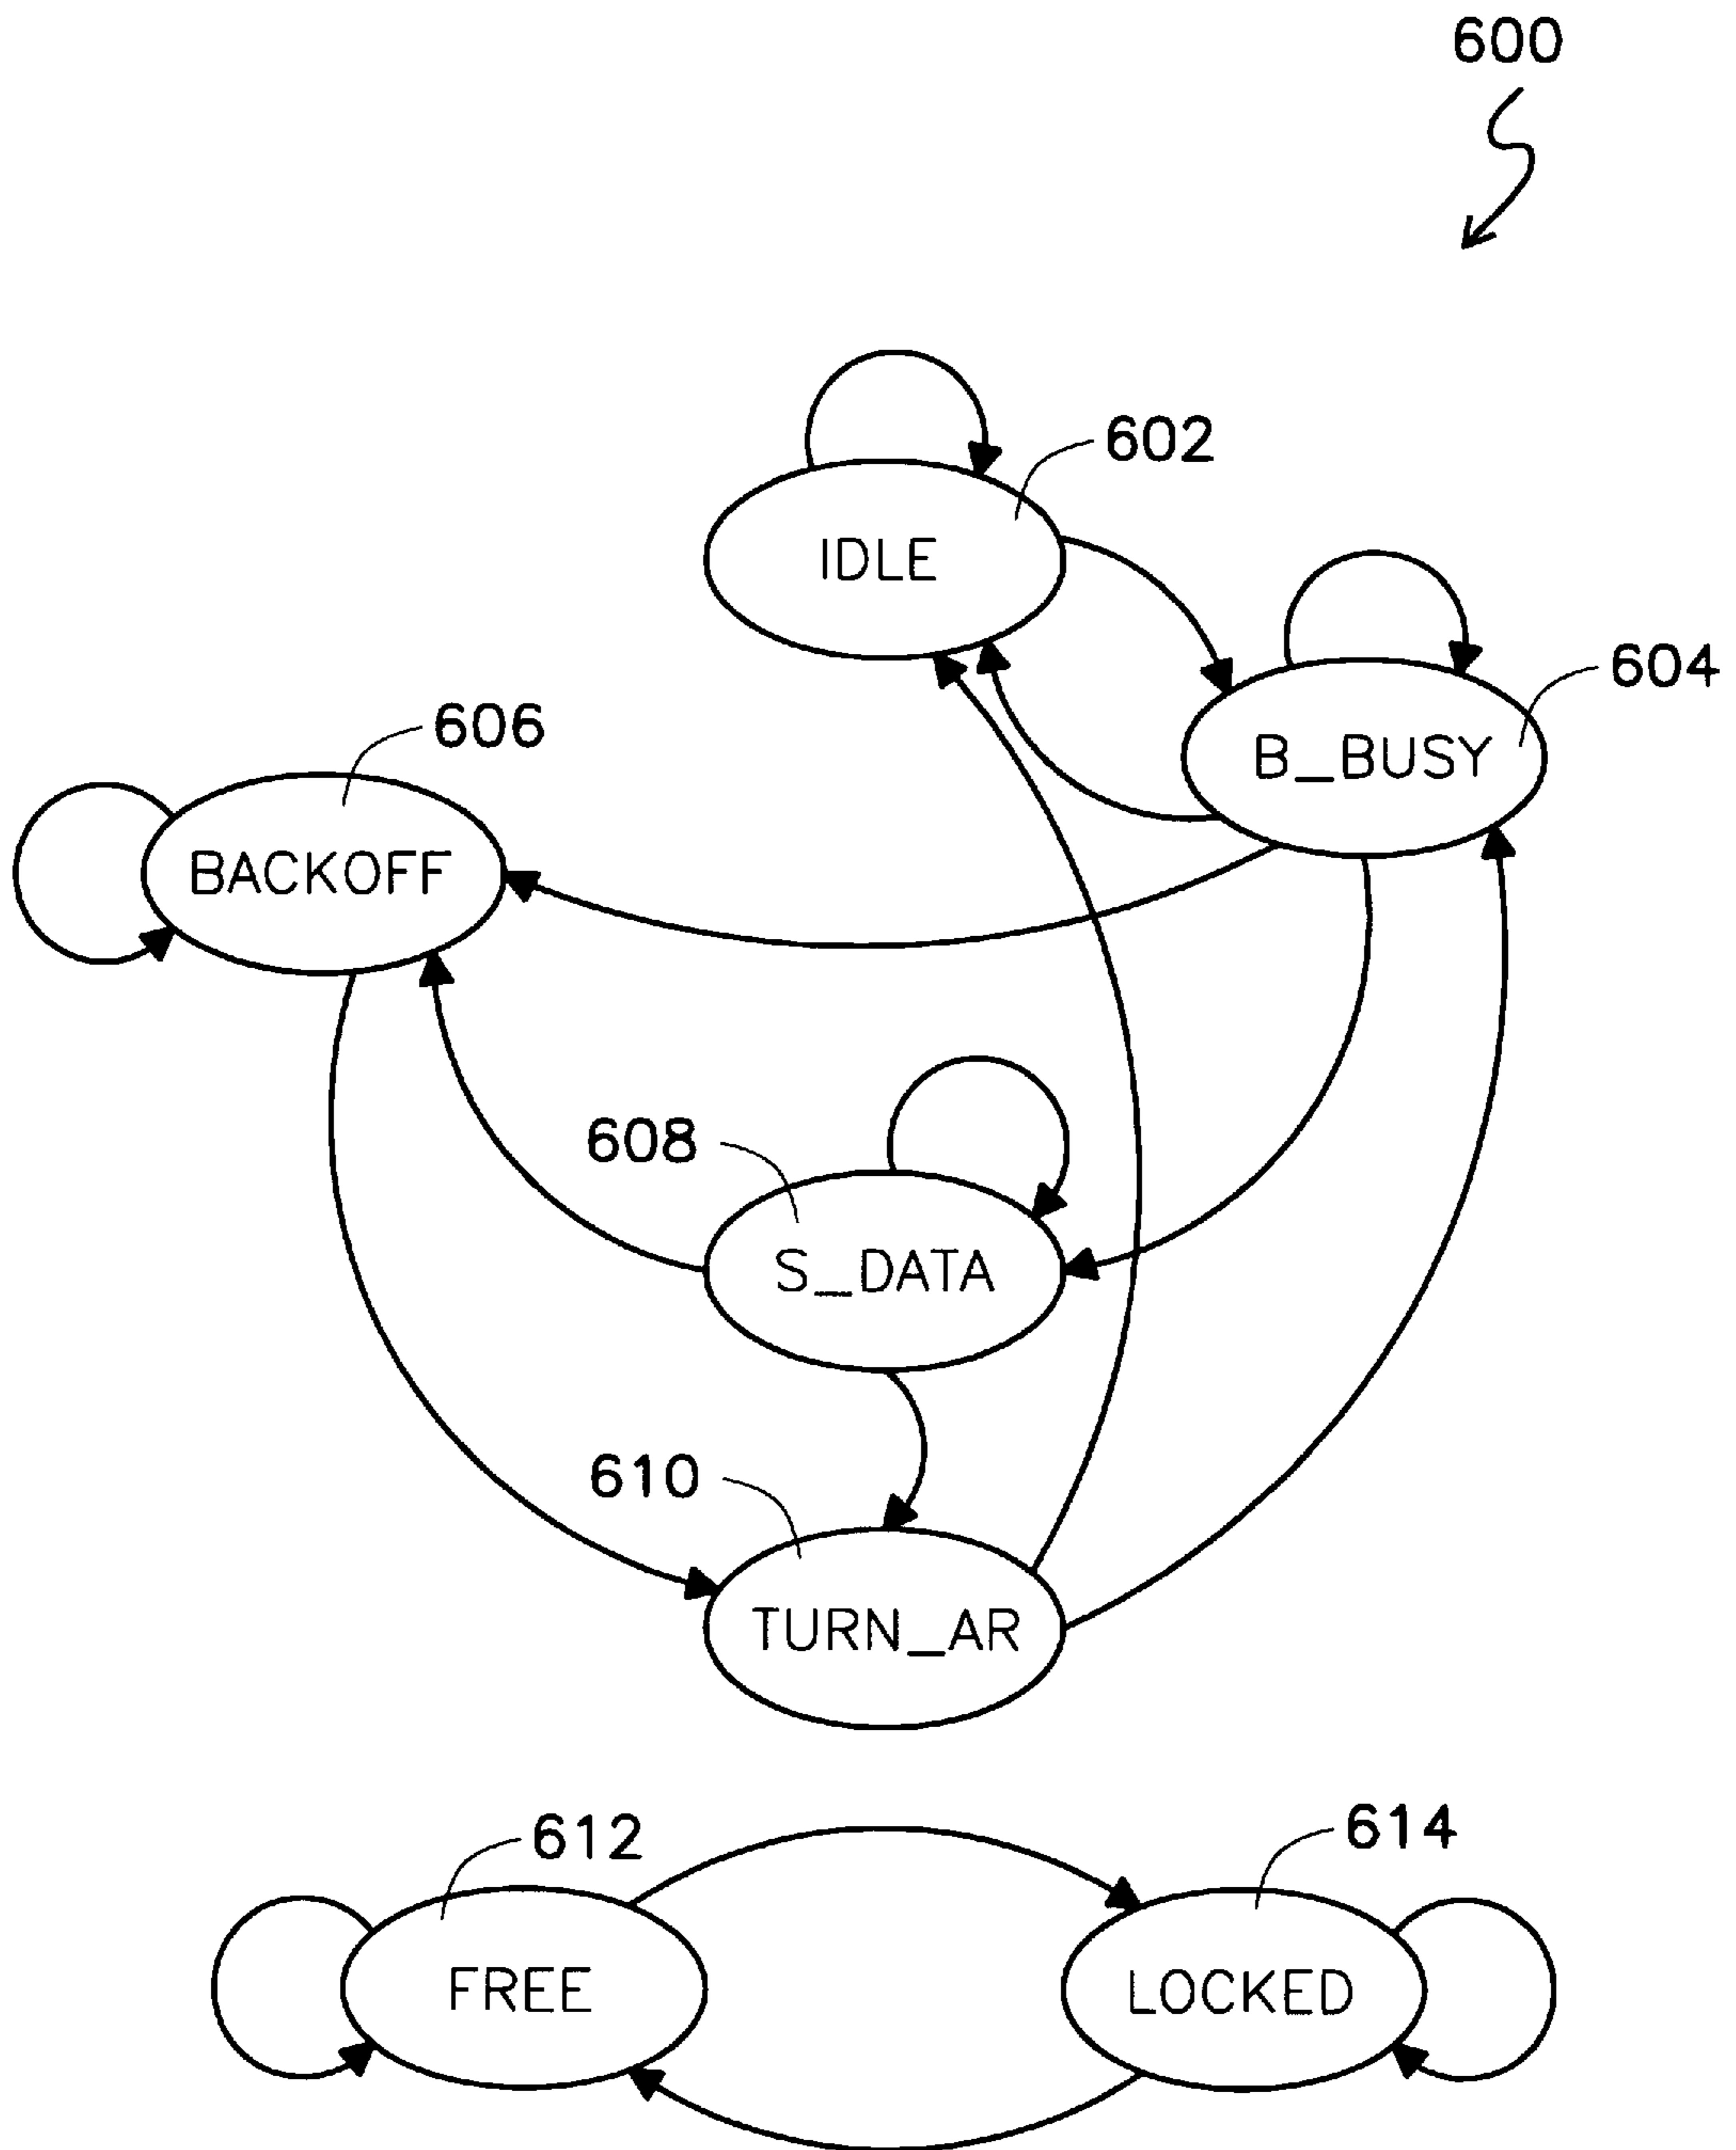 600
602
IDLE
604
B_BUSY
606
BACKOFF
608
S_DATA
610
TURN_AR
612
614
FREE
LOCKED